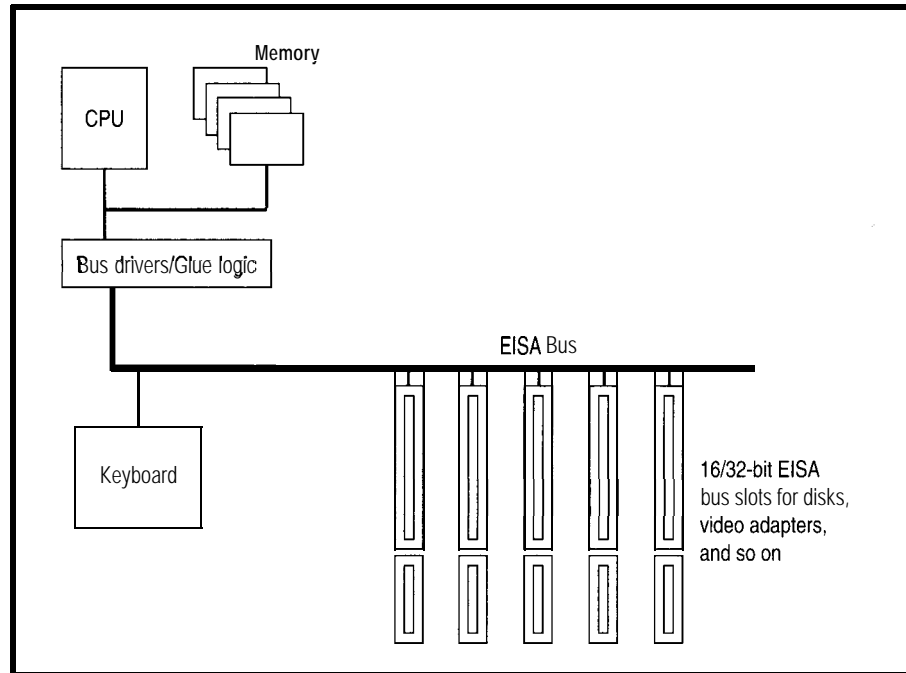 Memory
CPU
Bus drivers/Glue logic
EISA Bus
Keyboard
16/32-bit EISA
bus slots for disks,
video adapters,
and so on